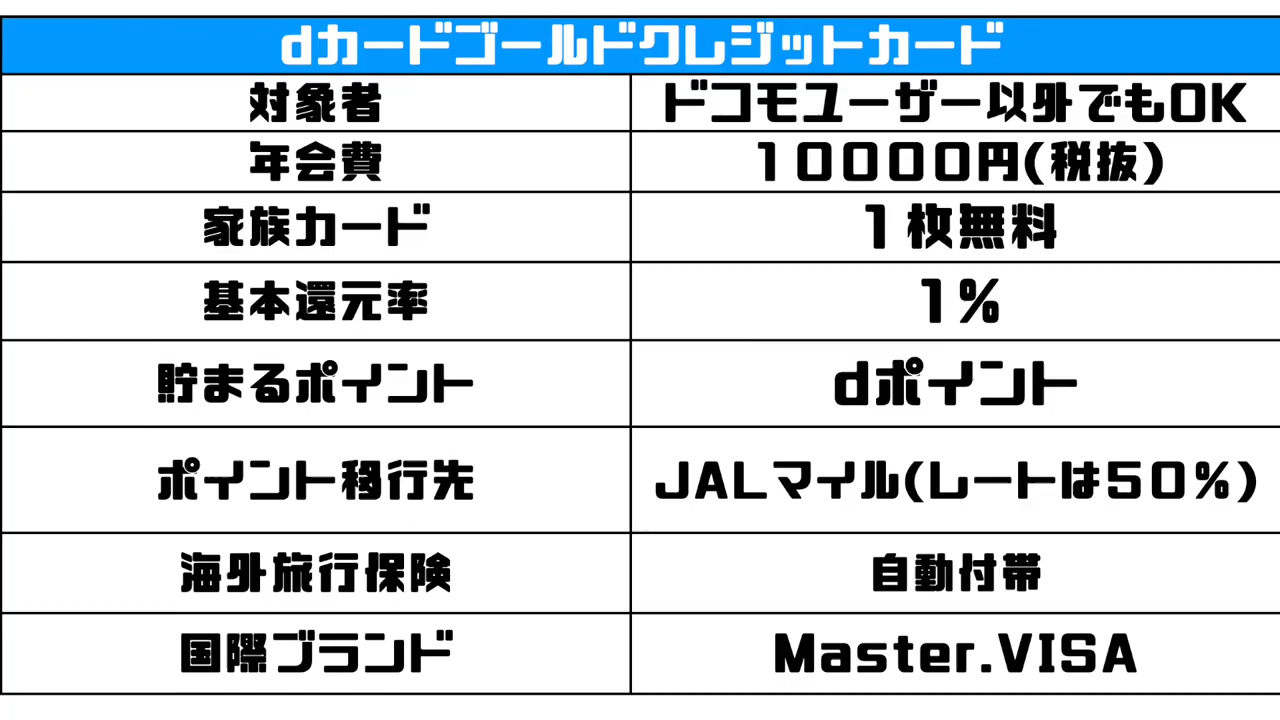 dカードゴールドクレジットカード
対象者 ドコモユーザー以外でもOK
年会費 10000円(税抜)
家族カード 1枚無料
基本還元率 1%
貯まるポイント dポイント
ポイント移行先 JALマイル(レートは50%)
海外旅行保険 自動付帯
国際ブランド Master.VISA